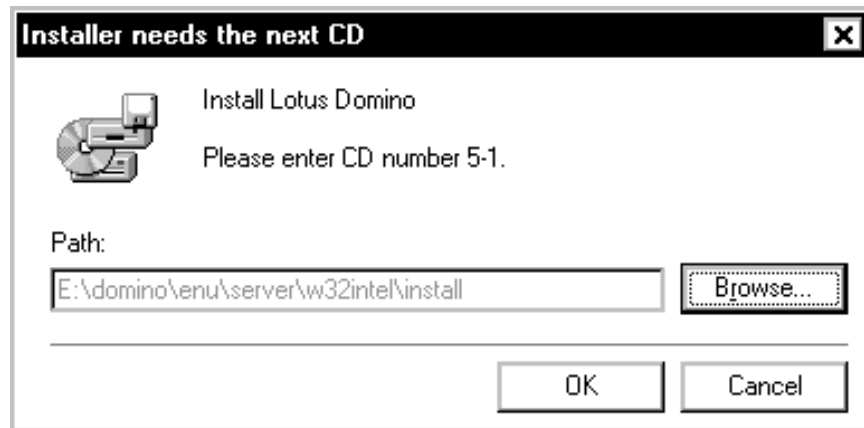 Installer needs the next CD
Install Lotus Domino
Please enter CD number 5-1.
Path:
E:\domino\enu\server\w32intel\install
Browse...
OK
Cancel